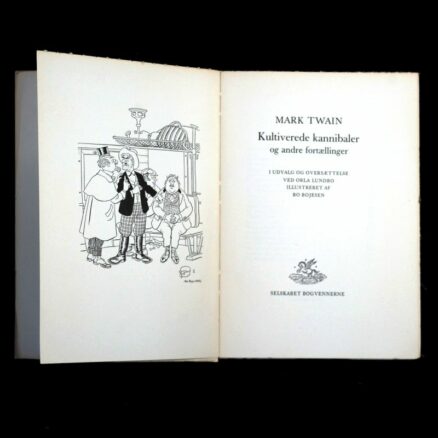 MARK TWAIN
Kultiverede kannibaler
og andre fortællinger
I UDVALG OG OVERSÆTTELSE
VED ORLA LUNDBO
ILLUSTRERET AF
BO BOJESEN
SELSKABET BOGVENNERNE